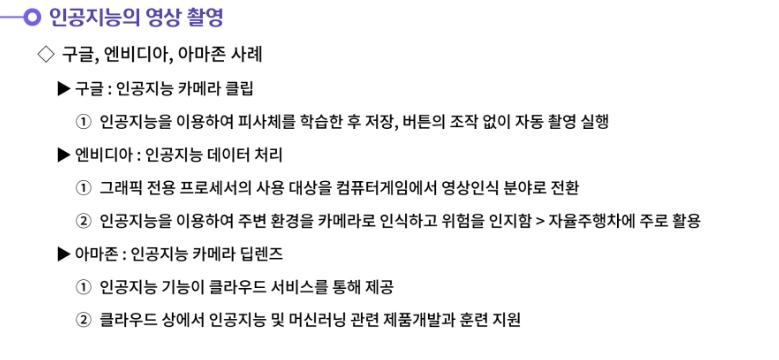 인공지능의 영상 촬영
◇ 구글, 엔비디아, 아마존 사례
▶ 구글 : 인공지능 카메라 클립
① 인공지능을 이용하여 피사체를 학습한 후 저장, 버튼의 조작 없이 자동 촬영 실행
▶ 엔비디아 : 인공지능 데이터 처리
① 그래픽 전용 프로세서의 사용 대상을 컴퓨터게임에서 영상인식 분야로 전환
② 인공지능을 이용하여 주변 환경을 카메라로 인식하고 위험을 인지함 > 자율주행차에 주로 활용
▶ 아마존 : 인공지능 카메라 딥렌즈
① 인공지능 기능이 클라우드 서비스를 통해 제공
② 클라우드 상에서 인공지능 및 머신러닝 관련 제품개발과 훈련 지원